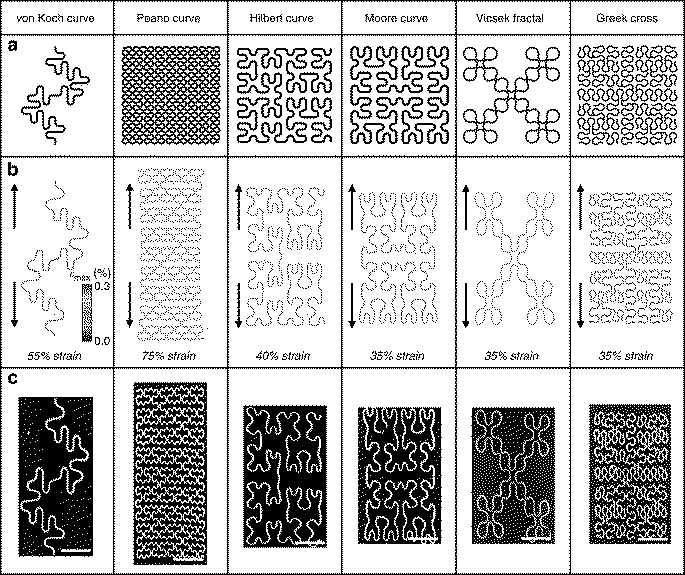 von Koch curve Peano curve Hilbert curve Moore curve Vicsek fractal Greek cross
a
b
εmax (%)
0.3
0.0
55% strain 75% strain 40% strain 35% strain 35% strain 35% strain
c